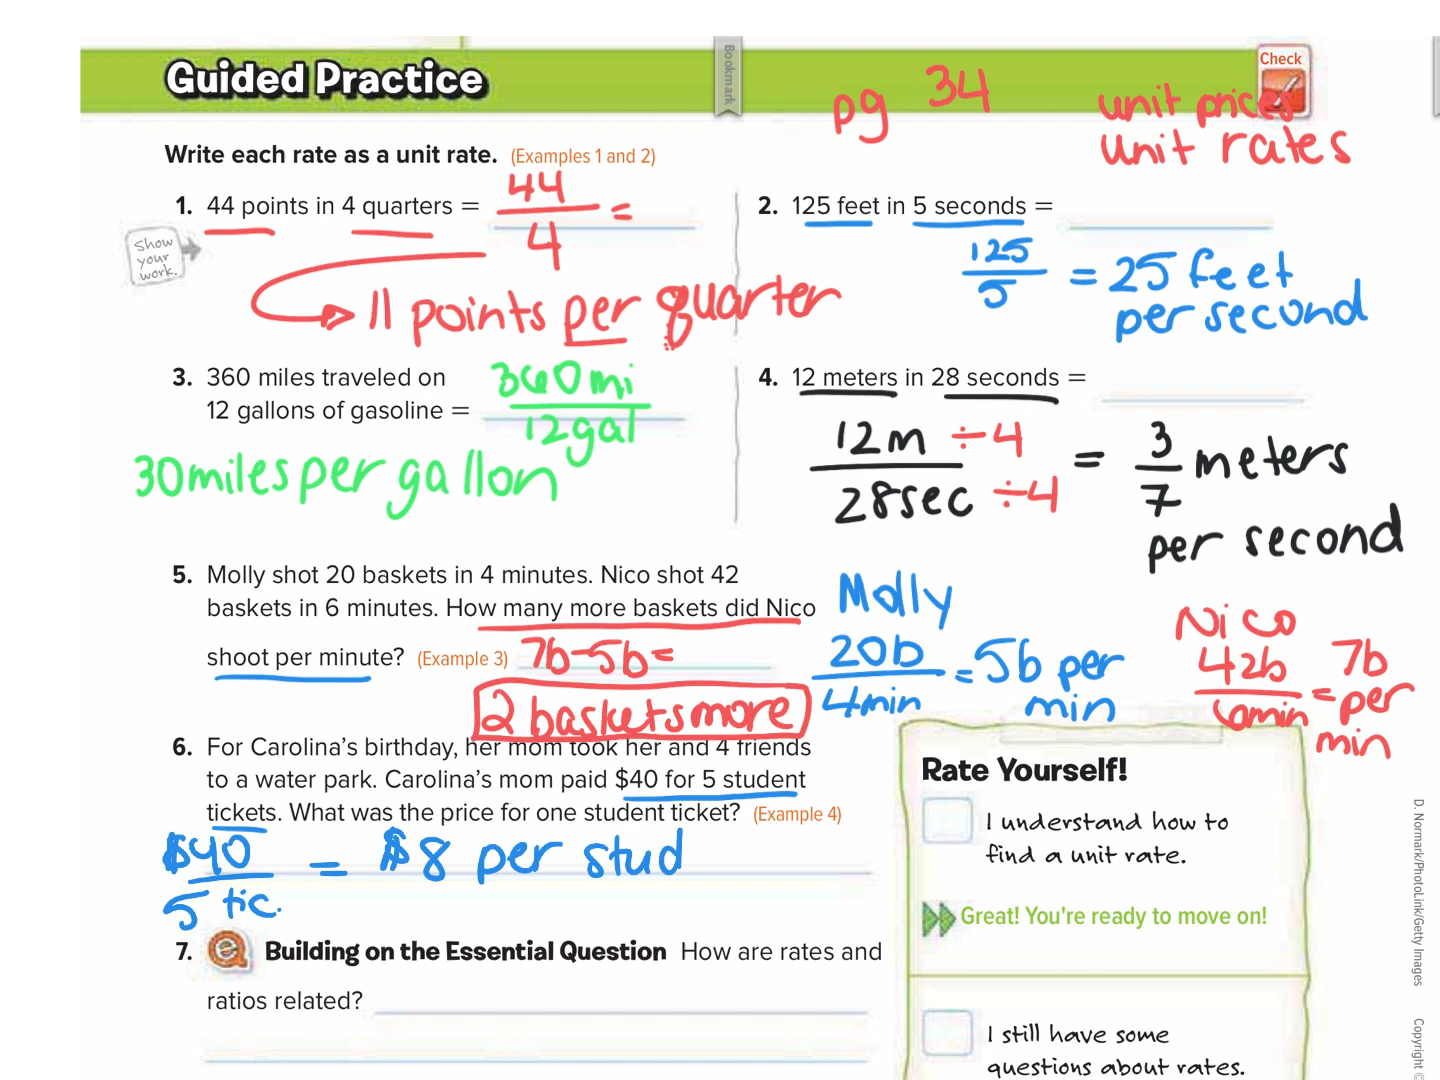 Guided Practice
Bookmark
Check
pg 34
unit prices
unit rates
Write each rate as a unit rate. (Examples 1 and 2)
1. 44 points in 4 quarters =
44
4
=
Show
your
work.
11 points per quarter
2. 125 feet in 5 seconds =
125
5
= 25 feet
per second
3. 360 miles traveled on
12 gallons of gasoline =
360 mi
12 gal
30 miles per gallon
4. 12 meters in 28 seconds =
12 m ÷4
28 sec ÷4
= 3
7
meters
per second
5. Molly shot 20 baskets in 4 minutes. Nico shot 42
baskets in 6 minutes. How many more baskets did Nico
shoot per minute? (Example 3)
7b-5b=
2 baskets more
Molly
20b
4min
= 5b per
min
Nico
42b
6min
= 7b
per
min
6. For Carolina's birthday, her mom took her and 4 friends
to a water park. Carolina's mom paid $40 for 5 student
tickets. What was the price for one student ticket? (Example 4)
$40
5 tic.
= $8 per stud
7. e Building on the Essential Question How are rates and
ratios related?
Rate Yourself!
I understand how to
find a unit rate.
Great! You're ready to move on!
I still have some
questions about rates.
D. Normark/PhotoLink/Getty Images
Copyright ©